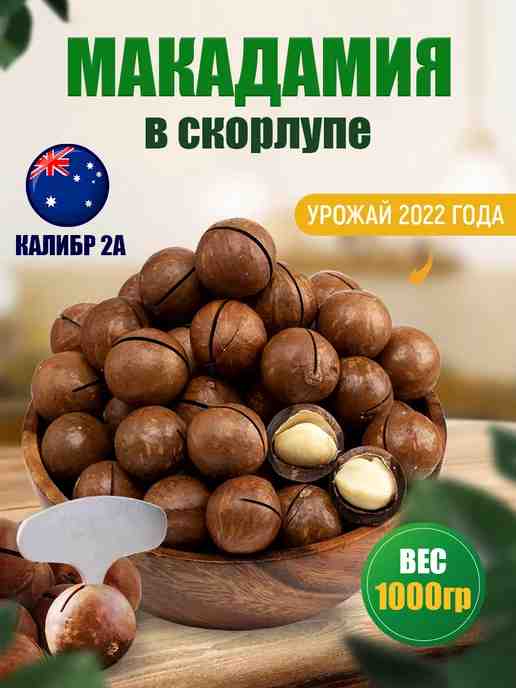 МАКАДАМИЯ
в скорлупе
КАЛИБР 2А
УРОЖАЙ 2022 ГОДА
ВЕС
1000гр